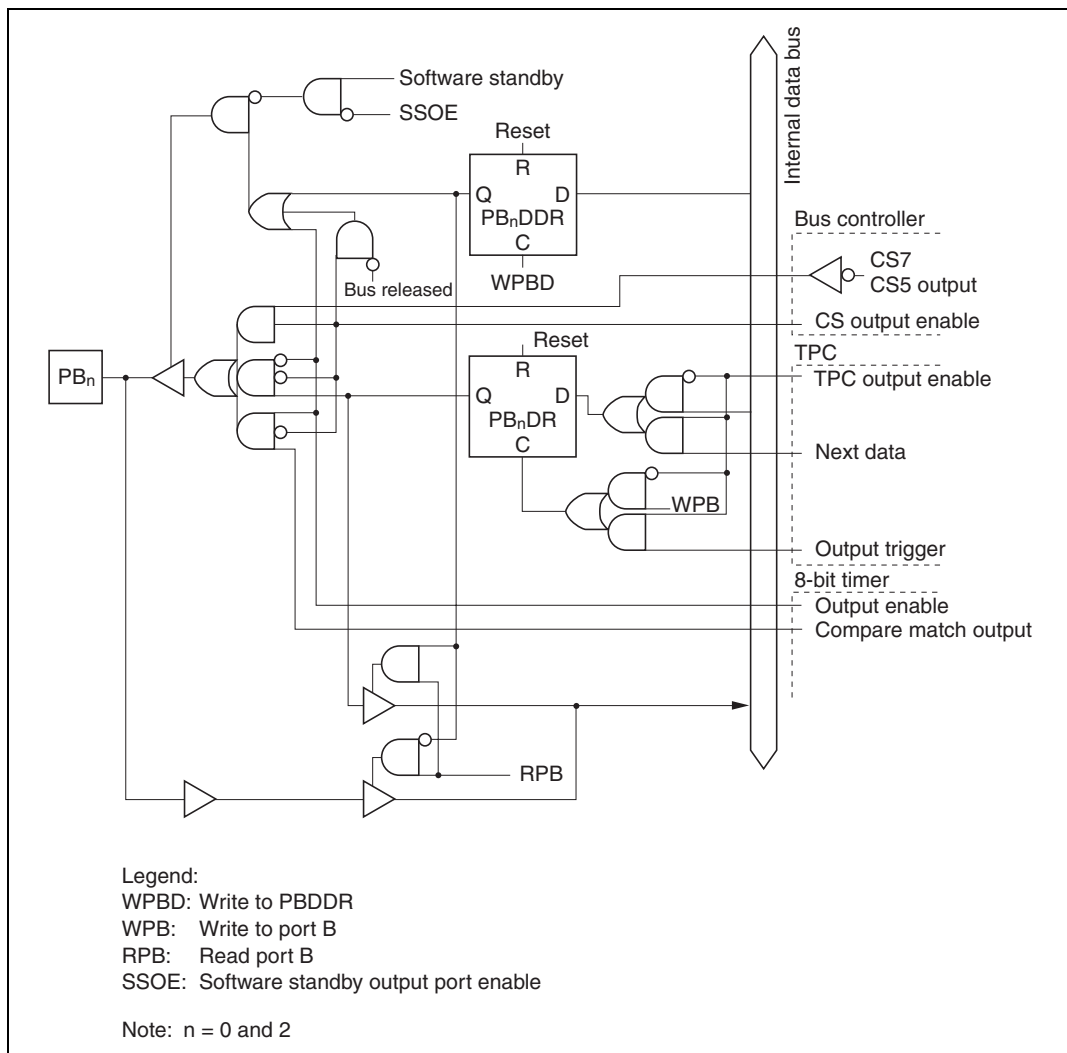 Software standby
SSOE
Internal data bus
Reset
R
Q D
PBnDDR
C
WPBD
Bus released
Bus controller
CS7
CS5 output
CS output enable
TPC
TPC output enable
Reset
R
Q D
PBnDR
C
PBn
Next data
WPB
Output trigger
8-bit timer
Output enable
Compare match output
RPB
Legend:
WPBD: Write to PBDDR
WPB: Write to port B
RPB: Read port B
SSOE: Software standby output port enable
Note: n = 0 and 2